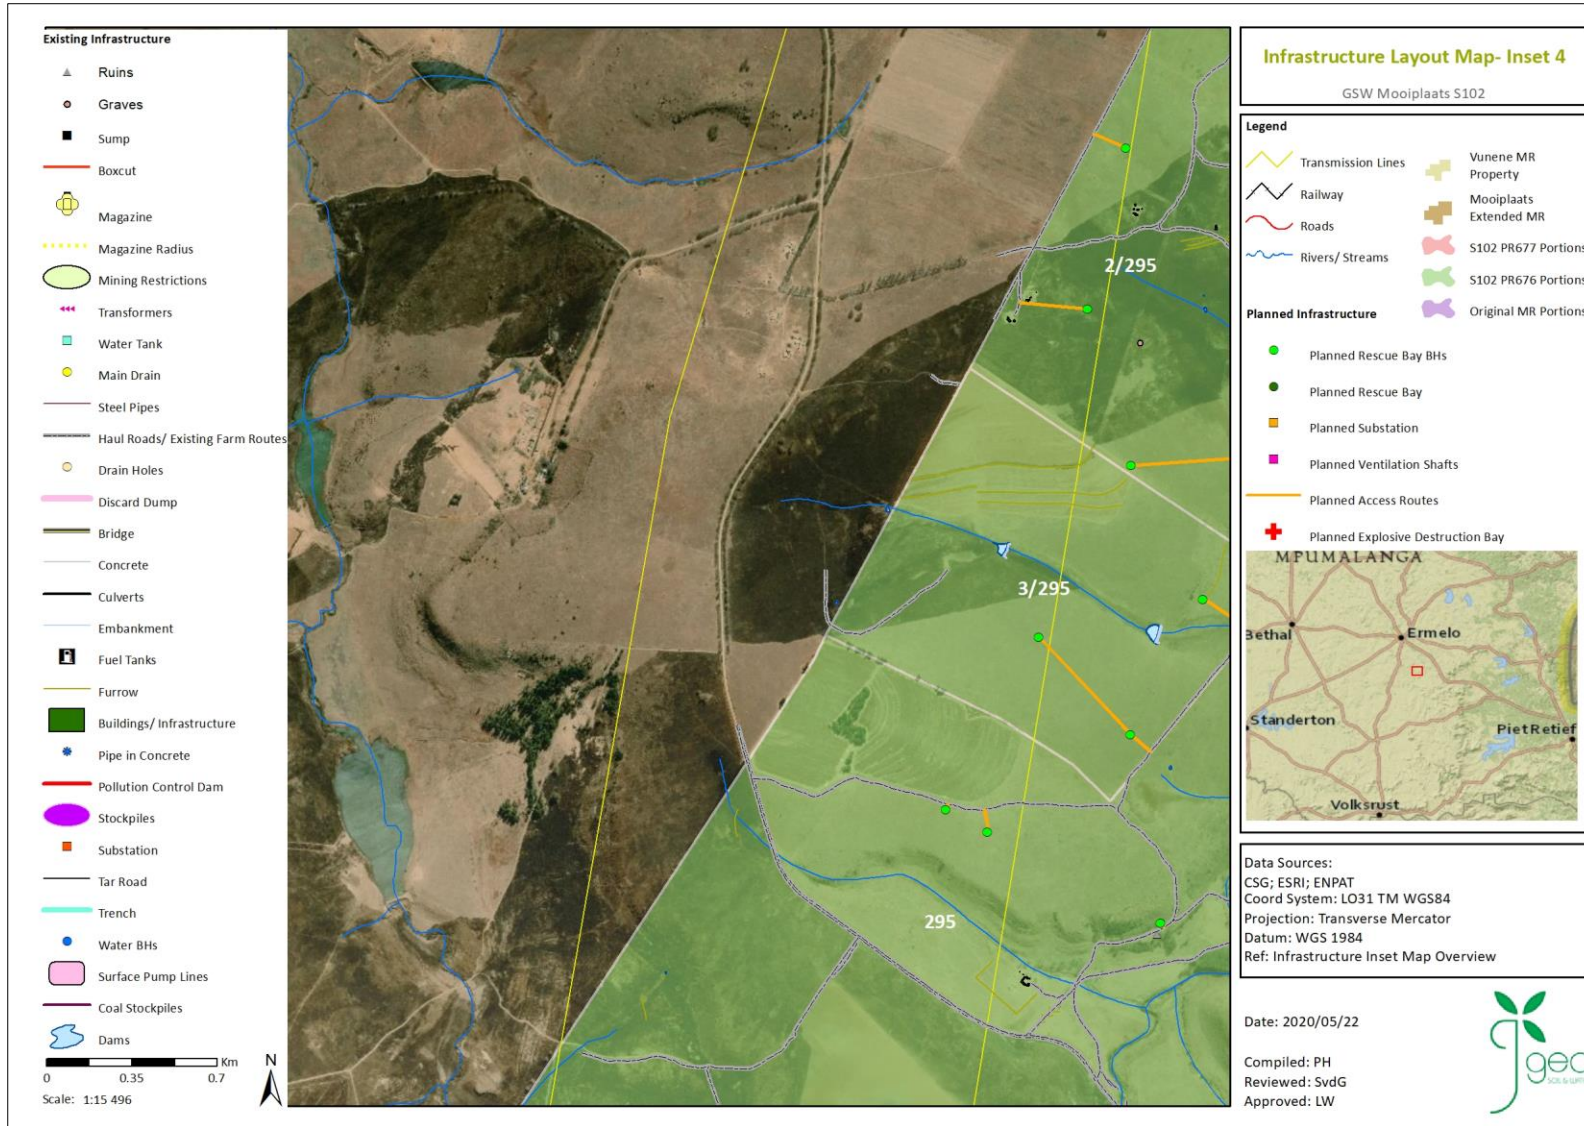 Existing Infrastructure
Ruins
Graves
Sump
Boxcut
Magazine
Magazine Radius
Mining Restrictions
Transformers
Water Tank
Main Drain
Steel Pipes
Haul Roads/ Existing Farm Routes
Drain Holes
Discard Dump
Bridge
Concrete
Culverts
Embankment
Fuel Tanks
Furrow
Buildings/ Infrastructure
Pipe in Concrete
Pollution Control Dam
Stockpiles
Substation
Tar Road
Trench
Water BHs
Surface Pump Lines
Coal Stockpiles
Dams
Km
0 0.35 0.7
Scale: 1:15 496
N
2/295
3/295
295
Infrastructure Layout Map- Inset 4
GSW Mooiplaats S102
Legend
Transmission Lines
Railway
Roads
Rivers/ Streams
Vunene MR
Property
Mooiplaats
Extended MR
S102 PR677 Portions
S102 PR676 Portions
Original MR Portions
Planned Infrastructure
Planned Rescue Bay BHs
Planned Rescue Bay
Planned Substation
Planned Ventilation Shafts
Planned Access Routes
Planned Explosive Destruction Bay
MPUMALANGA
Bethal
Ermelo
Standerton
Piet Retief
Volksrust
Data Sources:
CSG; ESRI; ENPAT
Coord System: LO31 TM WGS84
Projection: Transverse Mercator
Datum: WGS 1984
Ref: Infrastructure Inset Map Overview
Date: 2020/05/22
Compiled: PH
Reviewed: SvdG
Approved: LW
geo